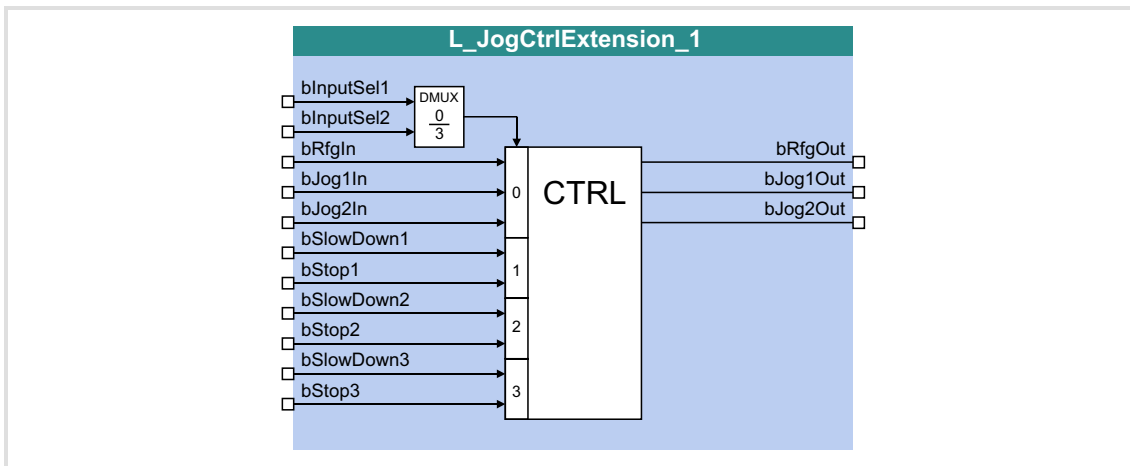 L_JogCtrlExtension_1
bInputSel1
DMUX
0
3
bInputSel2
bRfgIn
bRfgOut
bJog1In
0
CTRL
bJog1Out
bJog2In
bJog2Out
bSlowDown1
bStop1
1
bSlowDown2
bStop2
2
bSlowDown3
bStop3
3